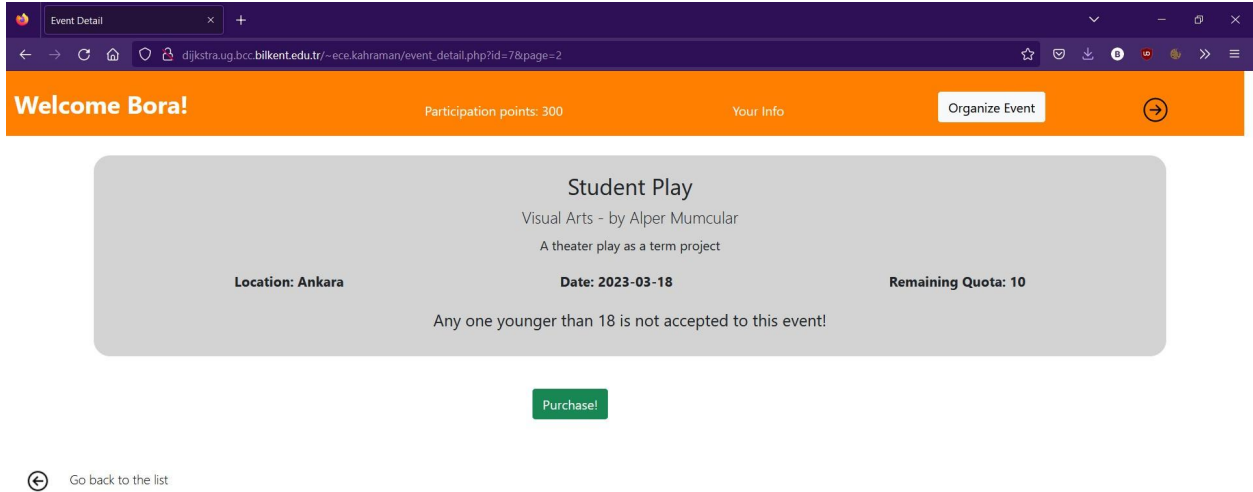 Event Detail
dijkstra.ug.bcc.bilkent.edu.tr/~ece.kahraman/event_detail.php?id=7&page=2
Welcome Bora!
Participation points: 300
Your Info
Organize Event
Student Play
Visual Arts - by Alper Mumcular
A theater play as a term project
Location: Ankara
Date: 2023-03-18
Remaining Quota: 10
Any one younger than 18 is not accepted to this event!
Purchase!
Go back to the list